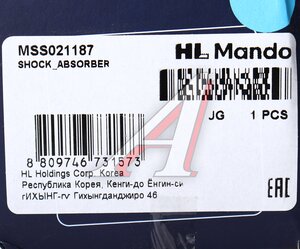 MSS021187
HL Mando
SHOCK_ABSORBER
JG 1 PCS
8 809746 731573
HL Holdings Corp. Korea
Республика Корея, Кенги-до Ёнгин-си
гИХЫНГ-гу Гихынгданджиро 46
EAC